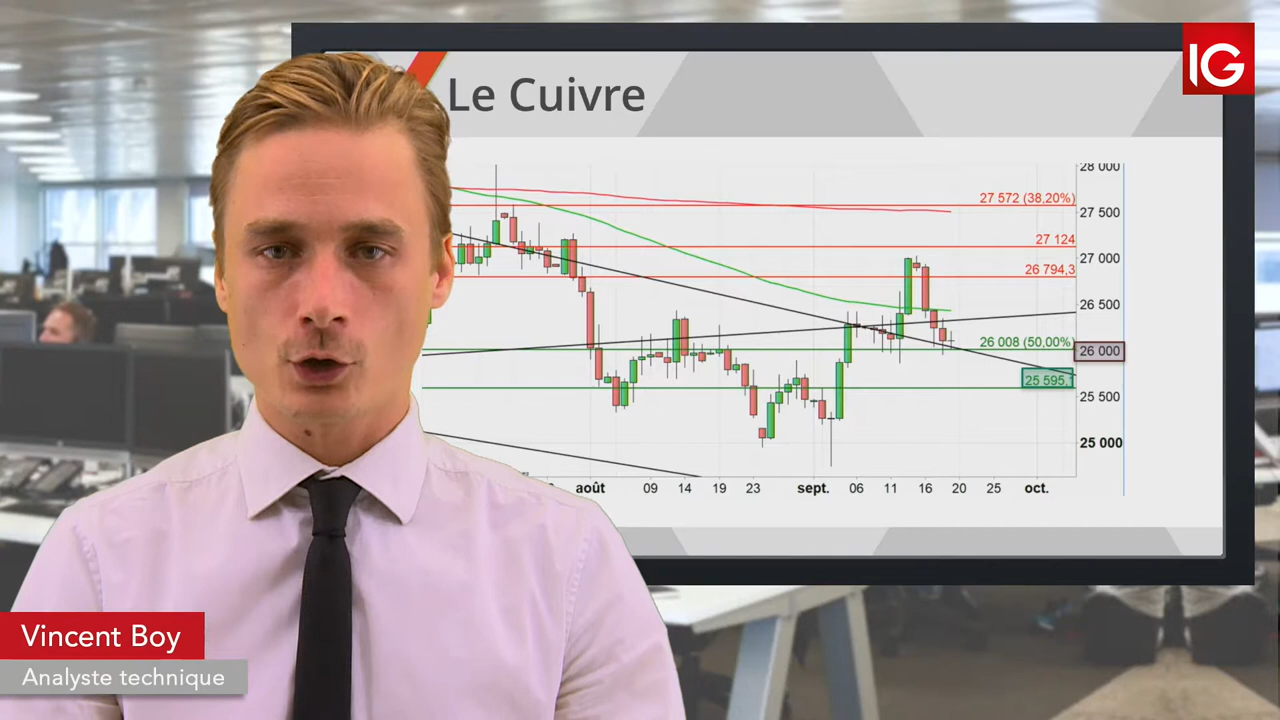 IG
Le Cuivre
28 000
27 572 (38,20%)
27 500
27 124
27 000
26 794,3
26 500
26 008 (50,00%)
26 000
25 595,1
25 500
25 000
août 09 14 19 23 sept. 06 11 16 20 25 oct.
Vincent Boy
Analyste technique